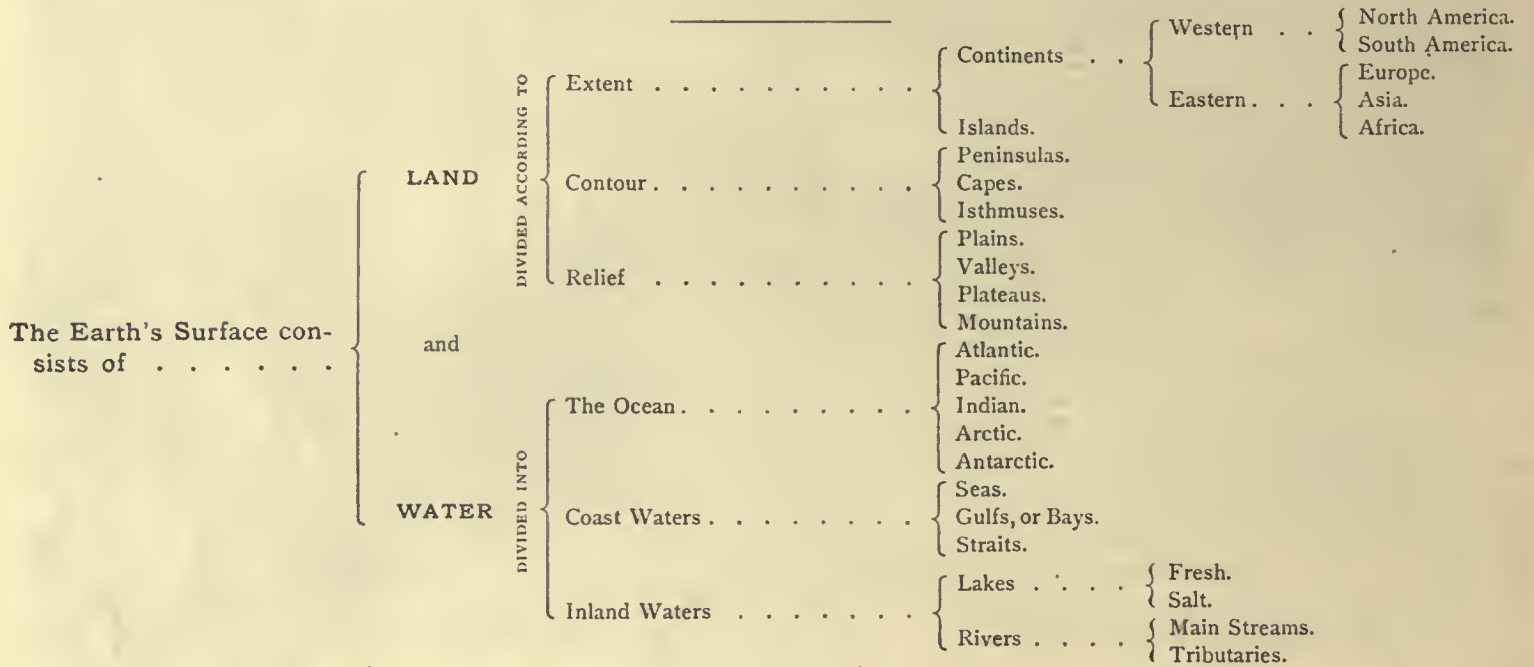 The Earth's Surface con-
sists of . . . . . .
LAND
and
WATER
DIVIDED ACCORDING TO
Extent . . . . . . . . . .
Continents . .
Western . .
North America.
South America.
Eastern . . .
Europe.
Asia.
Africa.
Islands.
Contour . . . . . . . . . .
Peninsulas.
Capes.
Isthmuses.
Relief . . . . . . . . . .
Plains.
Valleys.
Plateaus.
Mountains.
DIVIDED INTO
The Ocean . . . . . . . . .
Atlantic.
Pacific.
Indian.
Arctic.
Antarctic.
Coast Waters . . . . . . . .
Seas.
Gulfs, or Bays.
Straits.
Inland Waters . . . . . . .
Lakes . . . .
Fresh.
Salt.
Rivers . . . .
Main Streams.
Tributaries.